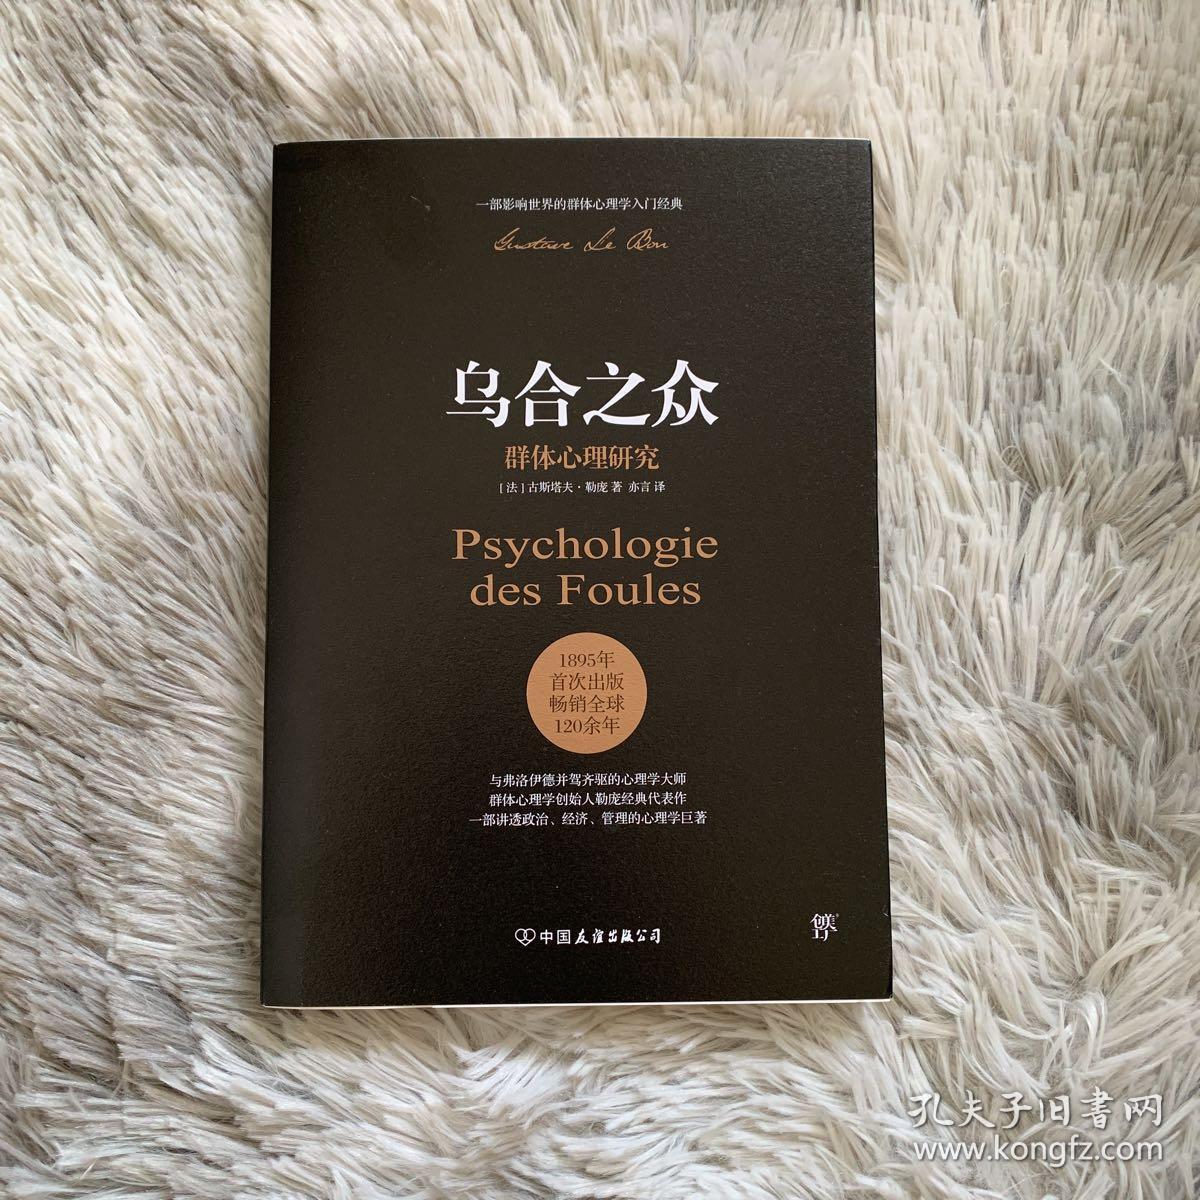 一部影响世界的群体心理学入门经典
Gustave Le Bon
乌合之众
群体心理研究
[法]古斯塔夫·勒庞 著 亦言 译
Psychologie
des Foules
1895年
首次出版
畅销全球
120余年
与弗洛伊德并驾齐驱的心理学大师
群体心理学创始人勒庞经典代表作
一部讲透政治、经济、管理的心理学巨著
中国友谊出版公司
创美工厂®
孔夫子旧书网
www.kongfz.com